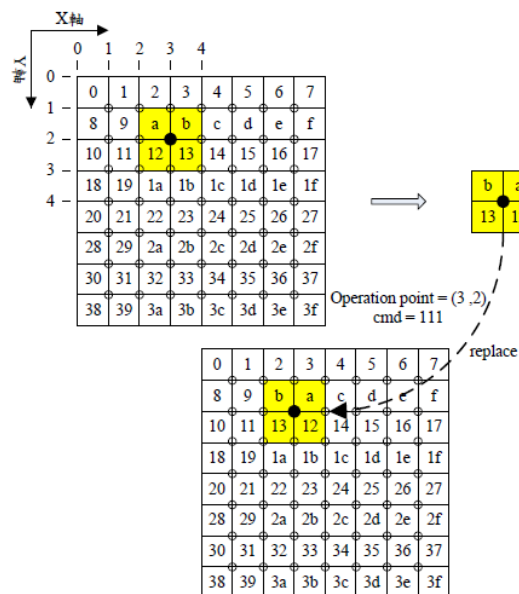 X軸
Y軸
0 1 2 3 4
0
1
2
3
4
0 1 2 3 4 5 6 7
8 9 a b c d e f
10 11 12 13 14 15 16 17
18 19 1a 1b 1c 1d 1e 1f
20 21 22 23 24 25 26 27
28 29 2a 2b 2c 2d 2e 2f
30 31 32 33 34 35 36 37
38 39 3a 3b 3c 3d 3e 3f
b a
13 1
Operation point = (3 ,2)
cmd = 111
replace
0 1 2 3 4 5 6 7
8 9 b a c d e f
10 11 13 12 14 15 16 17
18 19 1a 1b 1c 1d 1e 1f
20 21 22 23 24 25 26 27
28 29 2a 2b 2c 2d 2e 2f
30 31 32 33 34 35 36 37
38 39 3a 3b 3c 3d 3e 3f